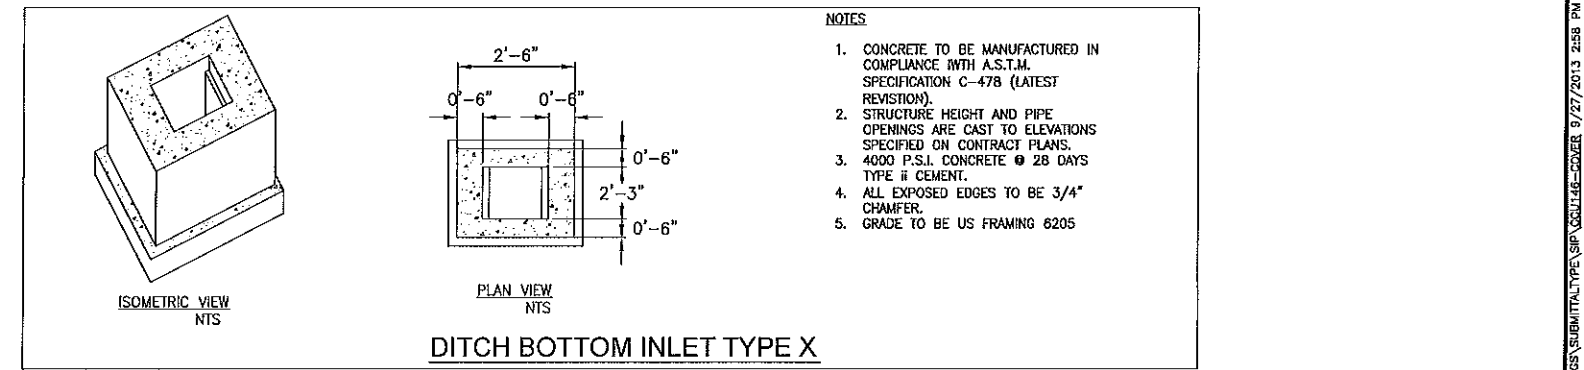 ISOMETRIC VIEW
NTS
2'-6"
0'-6" 0'-6"
0'-6"
2'-3"
0'-6"
PLAN VIEW
NTS
DITCH BOTTOM INLET TYPE X
NOTES
1. CONCRETE TO BE MANUFACTURED IN
COMPLIANCE IWTH A.S.T.M.
SPECIFICATION C-478 (LATEST
REVISTION).
2. STRUCTURE HEIGHT AND PIPE
OPENINGS ARE CAST TO ELEVATIONS
SPECIFIED ON CONTRACT PLANS.
3. 4000 P.S.I. CONCRETE @ 28 DAYS
TYPE ii CEMENT.
4. ALL EXPOSED EDGES TO BE 3/4"
CHAMFER.
5. GRADE TO BE US FRAMING 6205
GS\SUBMITTALTYPE\SIP\CCU146-COVER 9/27/2013 2:58 PM